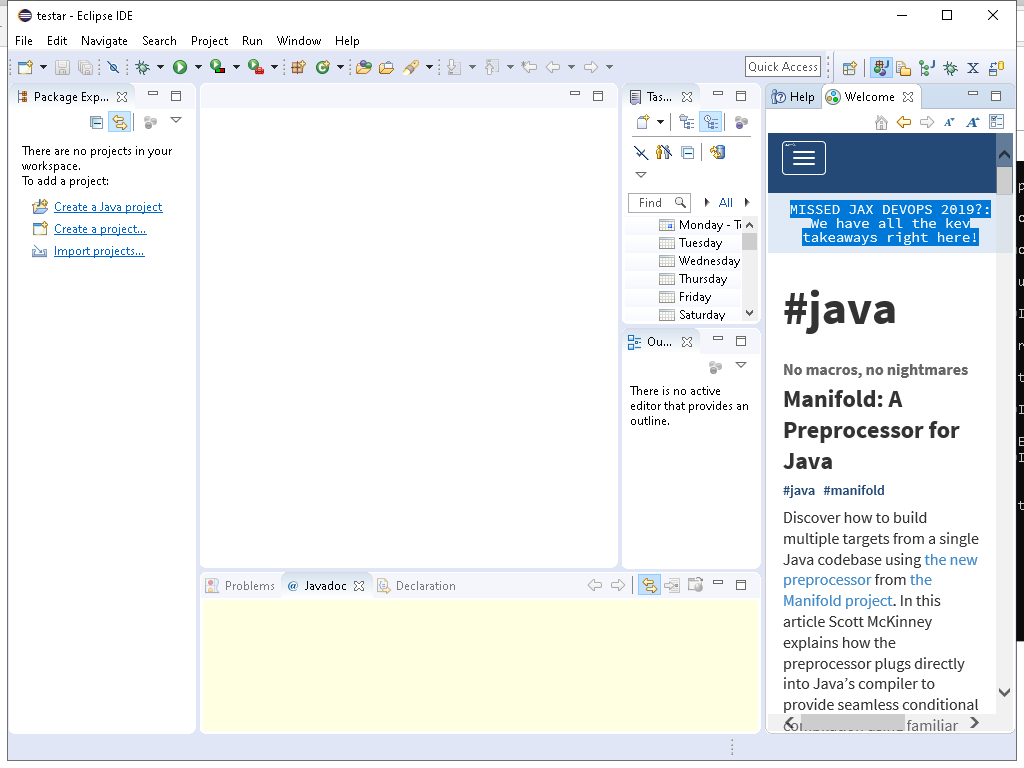 testar - Eclipse IDE
File Edit Navigate Search Project Run Window Help
Quick Access
Package Exp...
There are no projects in your
workspace.
To add a project:
Create a Java project
Create a project...
Import projects...
Tas...
Find
All
Monday - T
Tuesday
Wednesday
Thursday
Friday
Saturday
Ou...
There is no active
editor that provides an
outline.
Problems @ Javadoc Declaration
Help Welcome
MISSED JAX DEVOPS 2019?:
We have all the key
takeaways right here!
#java
No macros, no nightmares
Manifold: A
Preprocessor for
Java
#java #manifold
Discover how to build
multiple targets from a single
Java codebase using the new
preprocessor from the
Manifold project. In this
article Scott McKinney
explains how the
preprocessor plugs directly
into Java’s compiler to
provide seamless conditional
familiar